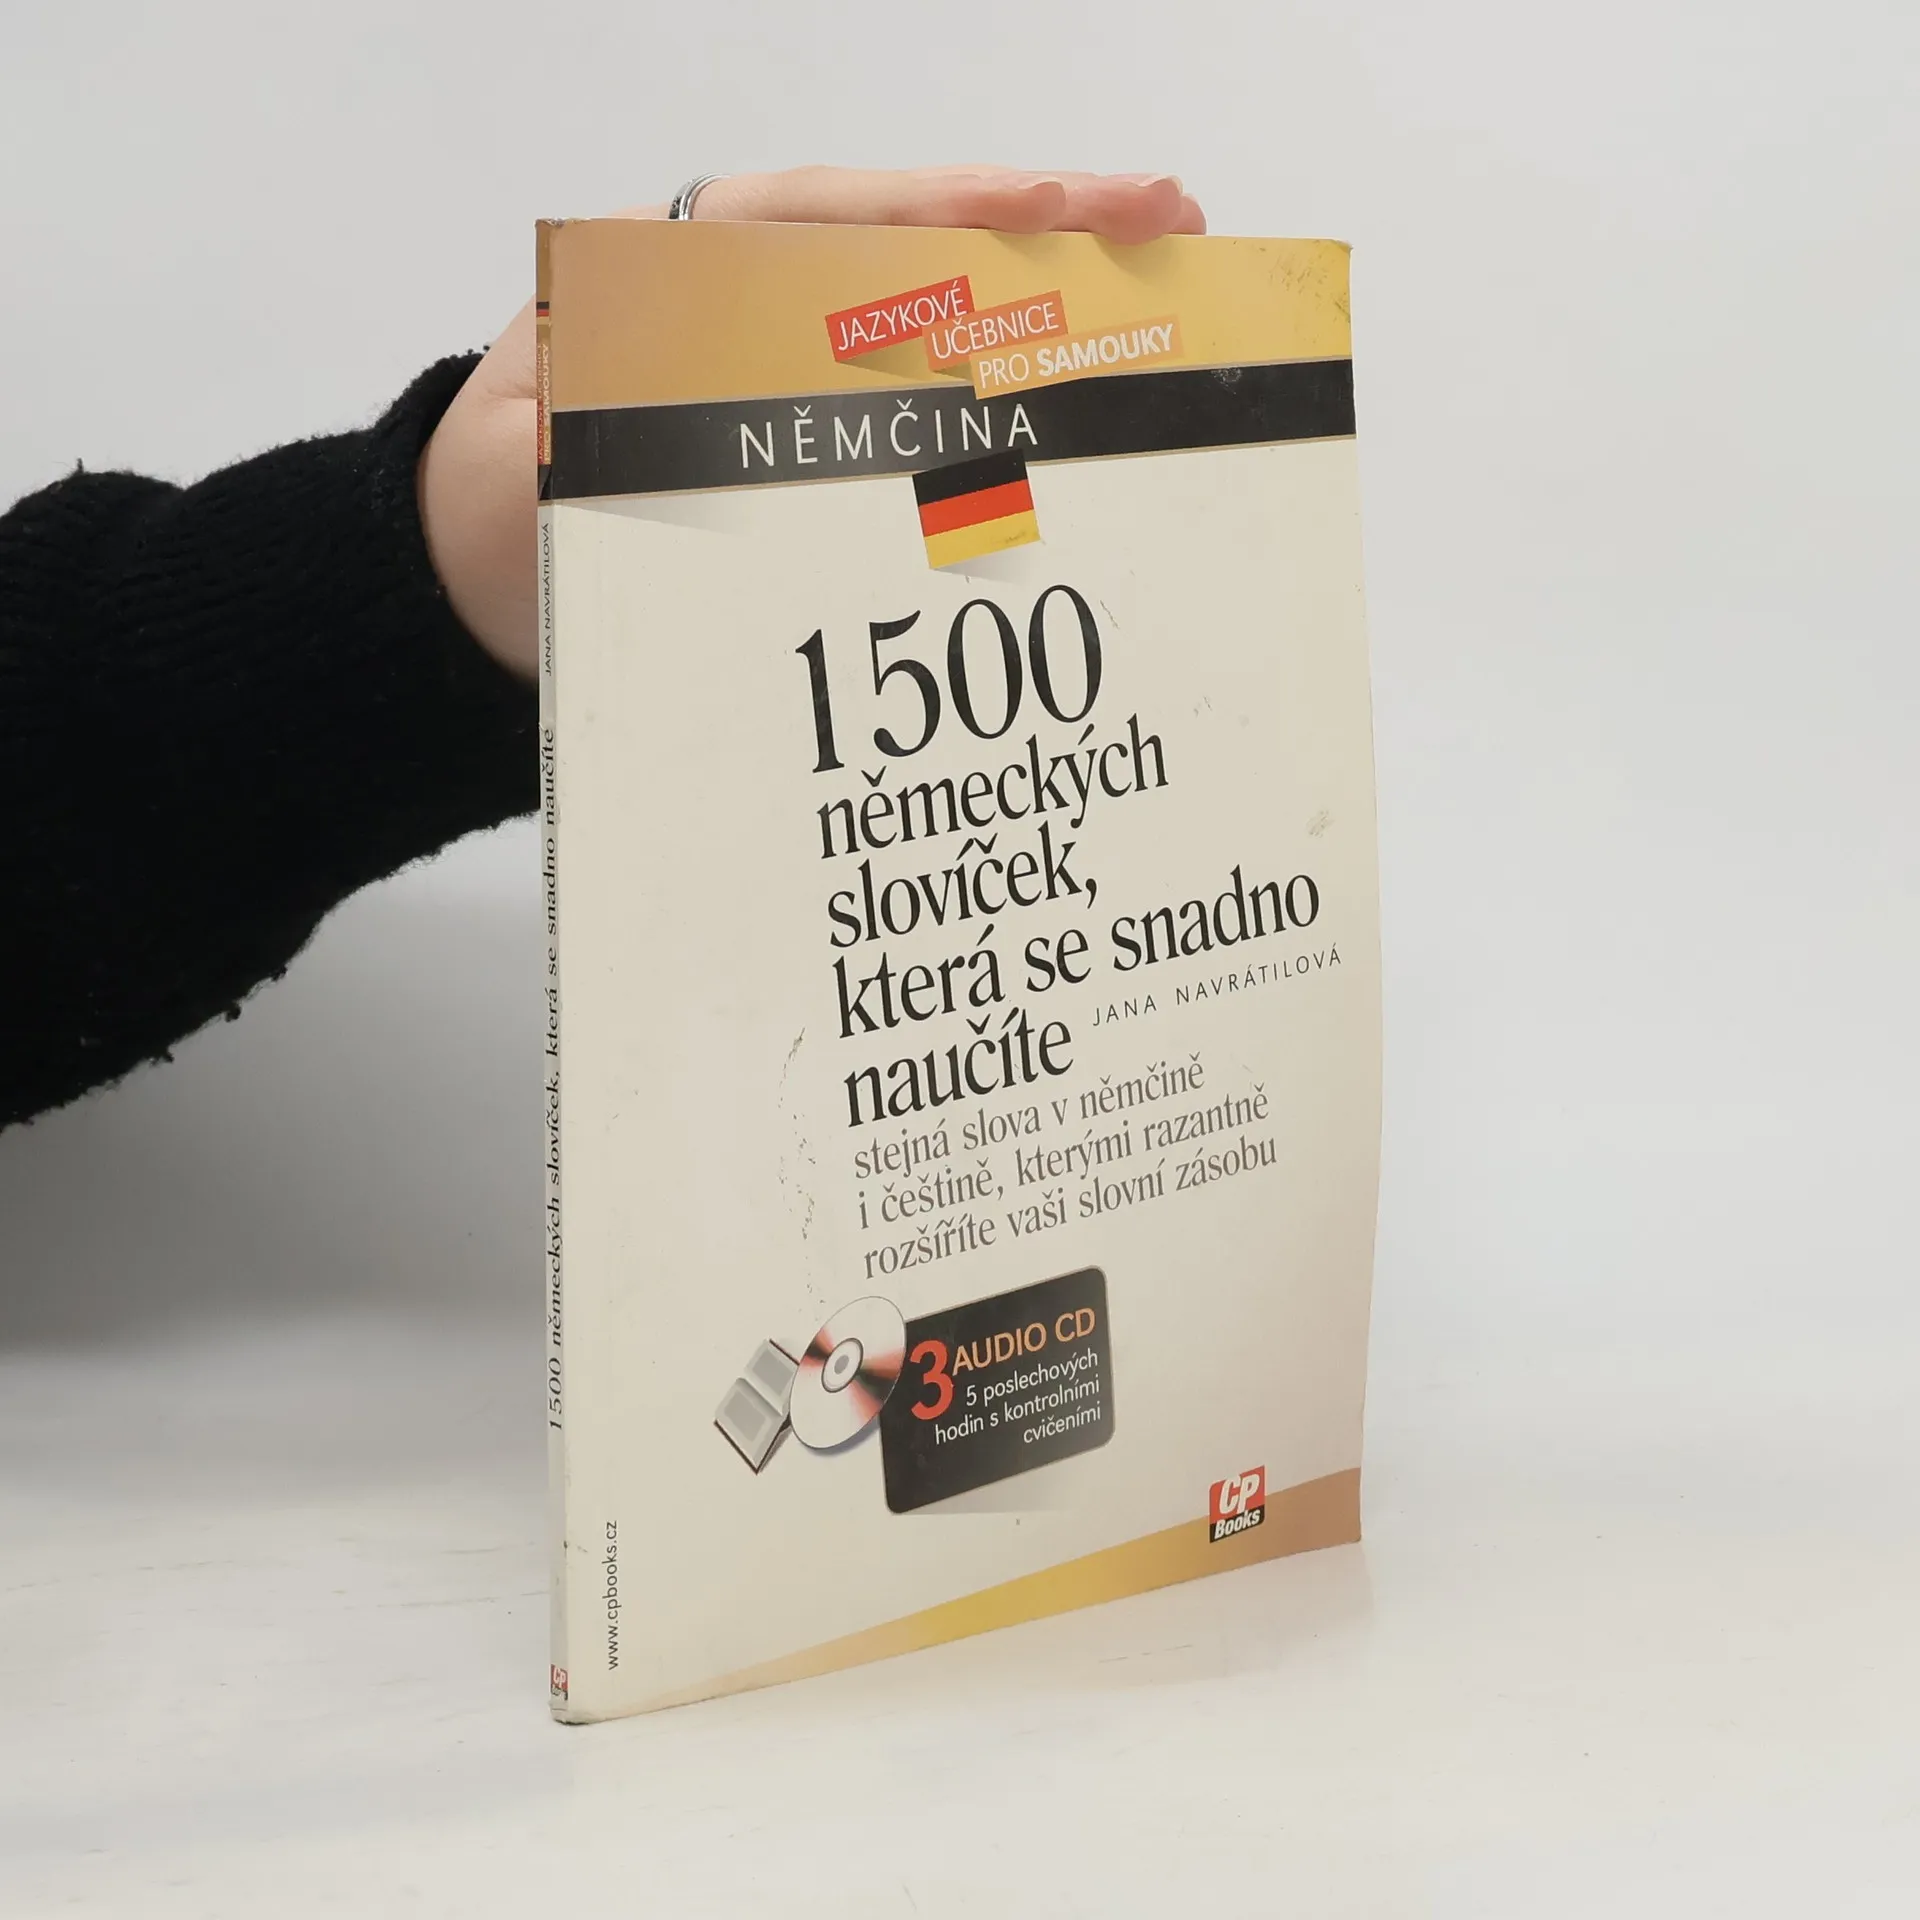 JAZYKOVÉ
UČEBNICE
PRO SAMOUKY
NĚMČINA
1500
německých
slovíček,
která se snadno
naučíte
JANA NAVRÁTILOVÁ
stejná slova v němčině
i češtině, kterými razantně
rozšíříte vaši slovní zásobu
3 AUDIO CD
5 poslechových
hodin s kontrolními
cvičeními
CP
Books
www.cpbooks.cz
JANA NAVRÁTILOVÁ
1500 německých slovíček, která se snadno naučíte
CP